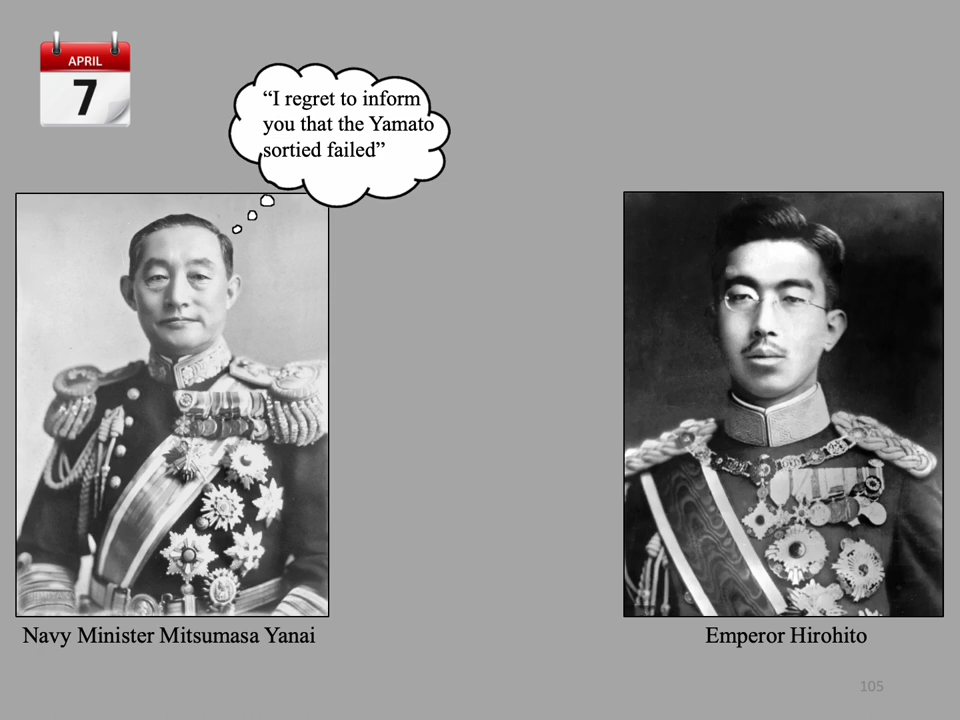 APRIL
7
“I regret to inform
you that the Yamato
sortied failed”
Navy Minister Mitsumasa Yanai
Emperor Hirohito
105